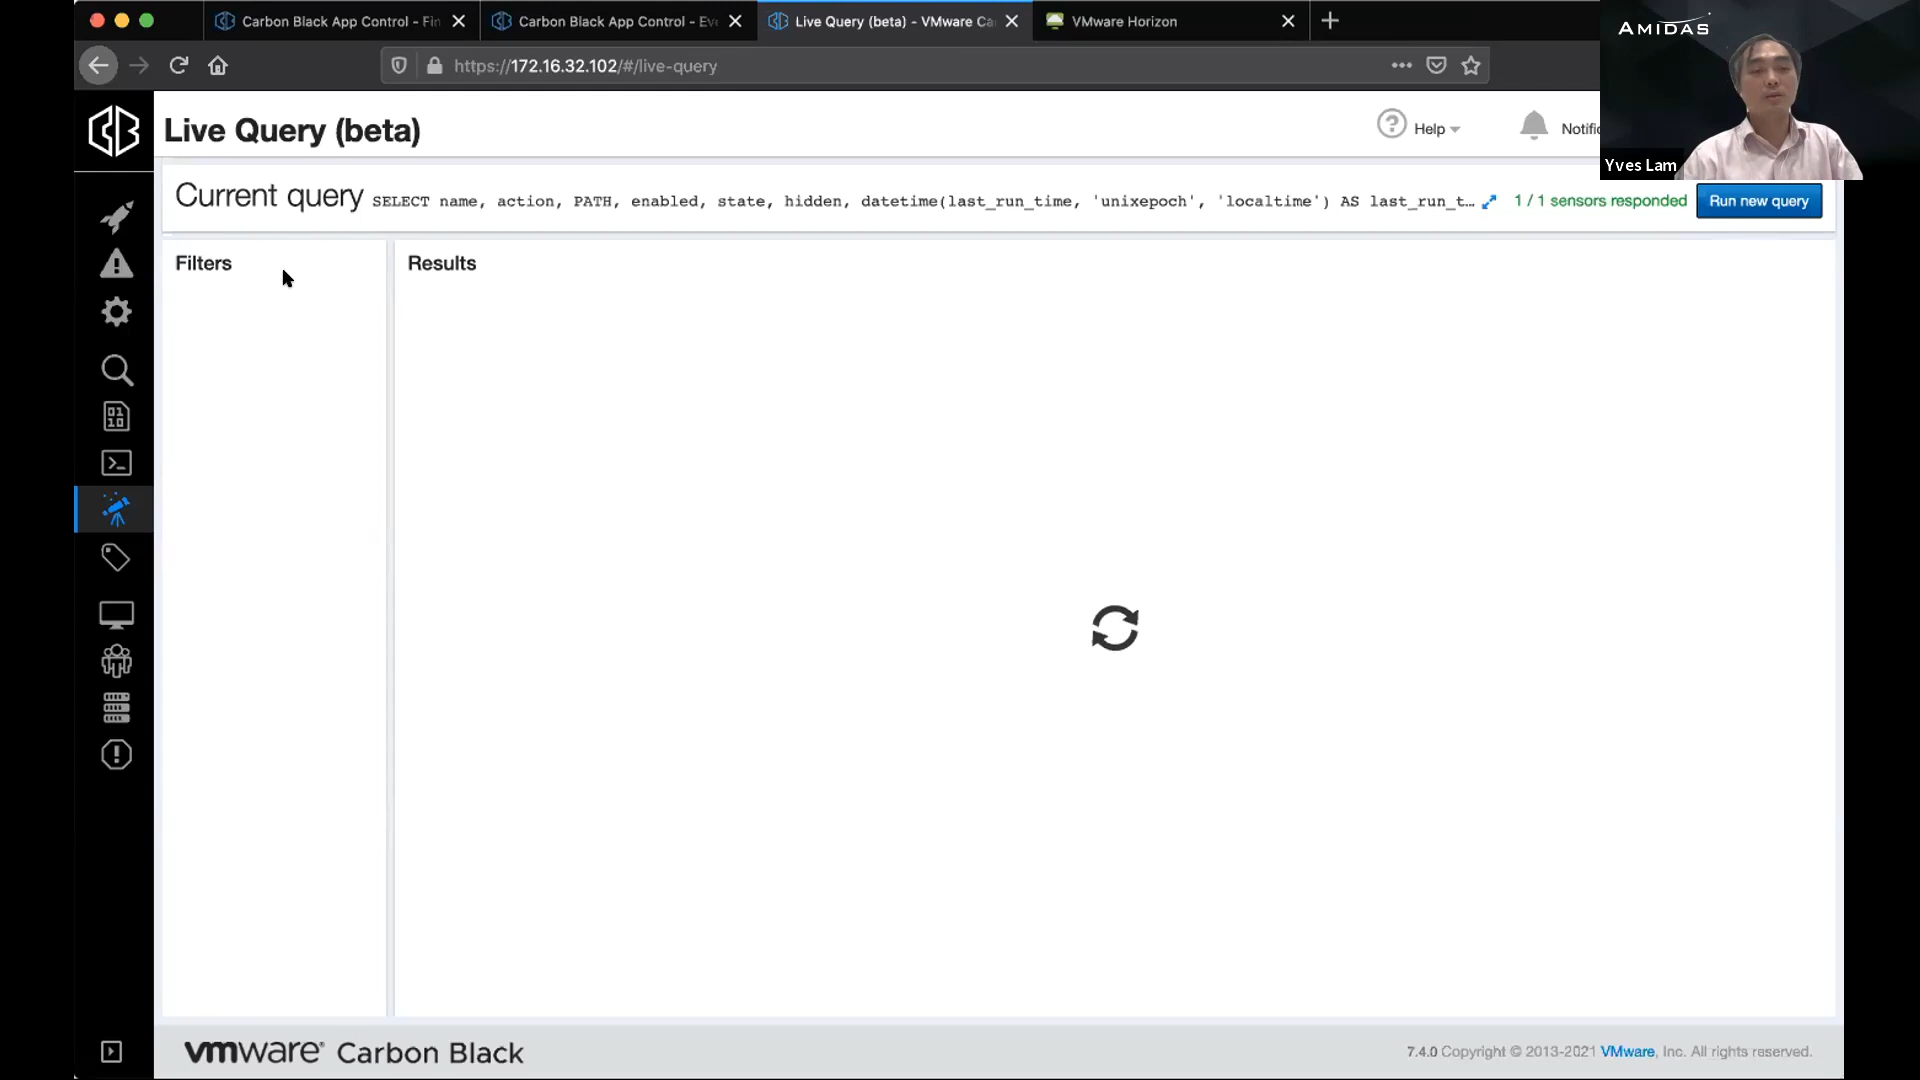 Carbon Black App Control - Fin
Carbon Black App Control - Eve
Live Query (beta) - VMware Ca
VMware Horizon
AMIDAS
https://172.16.32.102/#/live-query
Live Query (beta)
Help
Notific
Yves Lam
Current query SELECT name, action, PATH, enabled, state, hidden, datetime(last_run_time, 'unixepoch', 'localtime') AS last_run_t… 1 / 1 sensors responded Run new query
Filters
Results
vmware® Carbon Black
7.4.0 Copyright © 2013-2021 VMware, Inc. All rights reserved.